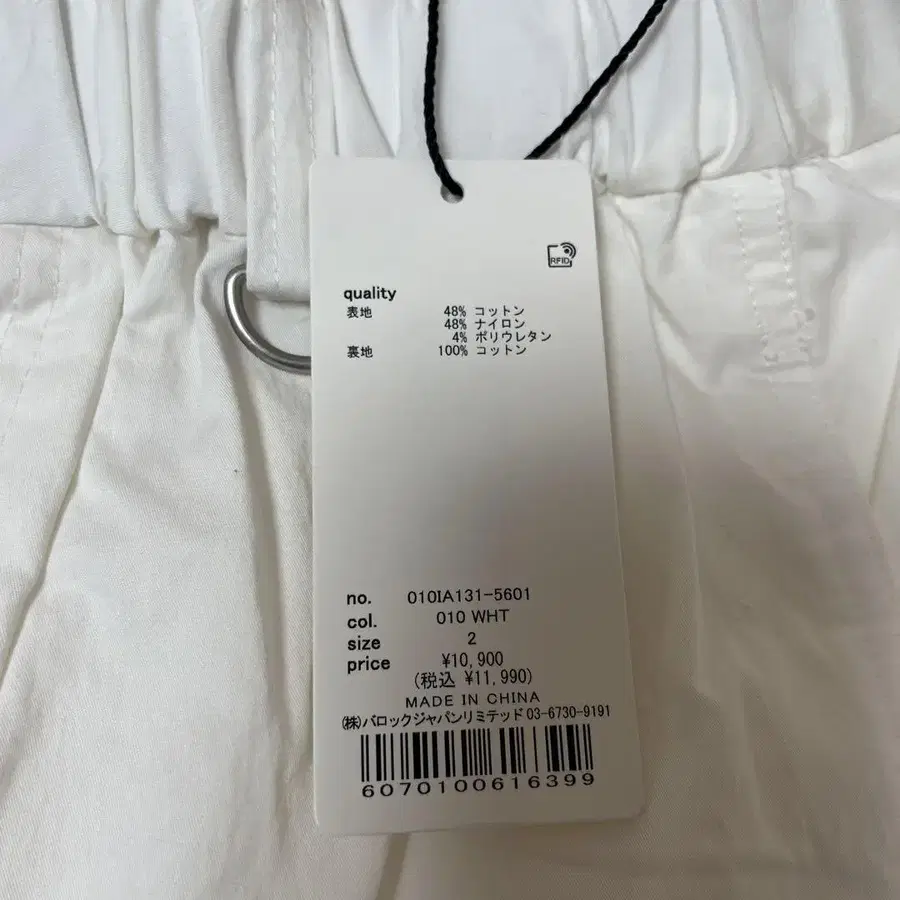 RFID
quality
表地 48% コットン
48% ナイロン
4% ポリウレタン
裏地 100% コットン
no. 010IA131-5601
col. 010 WHT
size 2
price ¥10,900
(税込 ¥11,990)
MADE IN CHINA
(株)バロックジャパンリミテッド 03-6730-9191
6070100616399